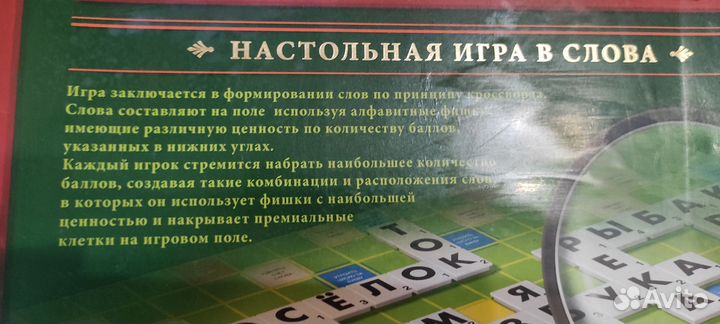 НАСТОЛЬНАЯ ИГРА В СЛОВА
Игра заключается в формировании слов по принципу кроссворда.
Слова составляют на поле используя алфавитные фишки,
имеющие различную ценность по количеству баллов,
указанных в нижних углах.
Каждый игрок стремится набрать наибольшее количество
баллов, создавая такие комбинации и расположения слов,
в которых он использует фишки с наибольшей
ценностью и накрывает премиальные
клетки на игровом поле.
Avito